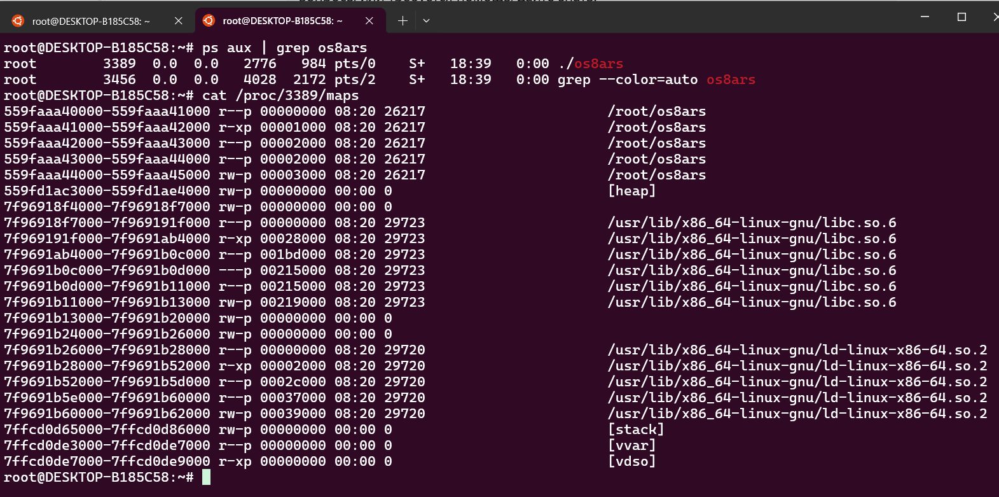 root@DESKTOP-B185C58: ~
root@DESKTOP-B185C58: ~
root@DESKTOP-B185C58:~# ps aux | grep os8ars
root        3389  0.0  0.0   2776   984 pts/0    S+   18:39   0:00 ./os8ars
root        3456  0.0  0.0   4028  2172 pts/2    S+   18:39   0:00 grep --color=auto os8ars
root@DESKTOP-B185C58:~# cat /proc/3389/maps
559faaa40000-559faaa41000 r--p 00000000 08:20 26217                      /root/os8ars
559faaa41000-559faaa42000 r-xp 00001000 08:20 26217                      /root/os8ars
559faaa42000-559faaa43000 r--p 00002000 08:20 26217                      /root/os8ars
559faaa43000-559faaa44000 r--p 00002000 08:20 26217                      /root/os8ars
559faaa44000-559faaa45000 rw-p 00003000 08:20 26217                      /root/os8ars
559fd1ac3000-559fd1ae4000 rw-p 00000000 00:00 0                          [heap]
7f96918f4000-7f96918f7000 rw-p 00000000 00:00 0
7f96918f7000-7f969191f000 r--p 00000000 08:20 29723                      /usr/lib/x86_64-linux-gnu/libc.so.6
7f969191f000-7f9691ab4000 r-xp 00028000 08:20 29723                      /usr/lib/x86_64-linux-gnu/libc.so.6
7f9691ab4000-7f9691b0c000 r--p 001bd000 08:20 29723                      /usr/lib/x86_64-linux-gnu/libc.so.6
7f9691b0c000-7f9691b0d000 ---p 00215000 08:20 29723                      /usr/lib/x86_64-linux-gnu/libc.so.6
7f9691b0d000-7f9691b11000 r--p 00215000 08:20 29723                      /usr/lib/x86_64-linux-gnu/libc.so.6
7f9691b11000-7f9691b13000 rw-p 00219000 08:20 29723                      /usr/lib/x86_64-linux-gnu/libc.so.6
7f9691b13000-7f9691b20000 rw-p 00000000 00:00 0
7f9691b24000-7f9691b26000 rw-p 00000000 00:00 0
7f9691b26000-7f9691b28000 r--p 00000000 08:20 29720                      /usr/lib/x86_64-linux-gnu/ld-linux-x86-64.so.2
7f9691b28000-7f9691b52000 r-xp 00002000 08:20 29720                      /usr/lib/x86_64-linux-gnu/ld-linux-x86-64.so.2
7f9691b52000-7f9691b5d000 r--p 0002c000 08:20 29720                      /usr/lib/x86_64-linux-gnu/ld-linux-x86-64.so.2
7f9691b5e000-7f9691b60000 r--p 00037000 08:20 29720                      /usr/lib/x86_64-linux-gnu/ld-linux-x86-64.so.2
7f9691b60000-7f9691b62000 rw-p 00039000 08:20 29720                      /usr/lib/x86_64-linux-gnu/ld-linux-x86-64.so.2
7ffcd0d65000-7ffcd0d86000 rw-p 00000000 00:00 0                          [stack]
7ffcd0de3000-7ffcd0de7000 r--p 00000000 00:00 0                          [vvar]
7ffcd0de7000-7ffcd0de9000 r-xp 00000000 00:00 0                          [vdso]
root@DESKTOP-B185C58:~#